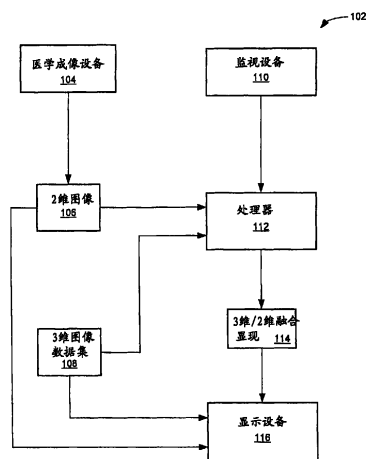 102
医学成像设备
104
监视设备
110
2维图像
106
处理器
112
3维图像
数据集
108
3维/2维融合
显现
114
显示设备
116